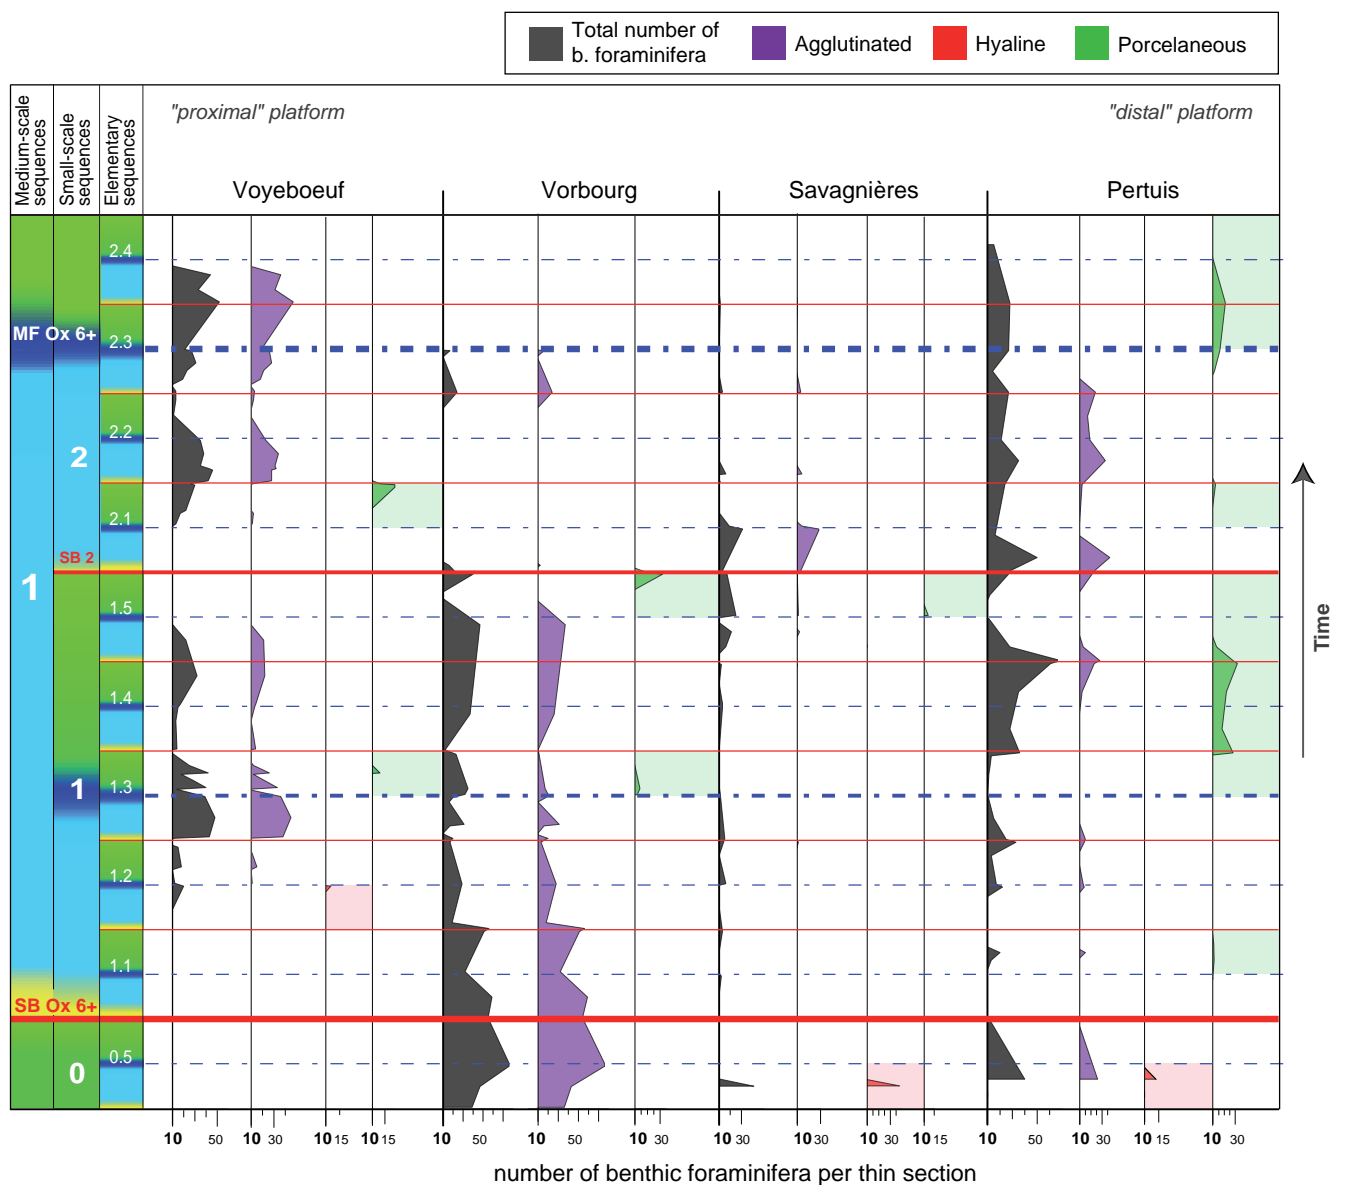 Total number of
b. foraminifera
Agglutinated
Hyaline
Porcelaneous
Medium-scale
sequences
Small-scale
sequences
Elementary
sequences
"proximal" platform
"distal" platform
Voyeboeuf
Vorbourg
Savagnières
Pertuis
2.4
MF Ox 6+
2.3
2.2
2
2.1
SB 2
1
1.5
1.4
1
1.3
1.2
1.1
SB Ox 6+
0.5
0
Time
10 50 10 30 10 15 10 15 50 10 50 10 30 10 30 10 30 10 30 10 15 10 50 10 30 10 15 10 30
number of benthic foraminifera per thin section